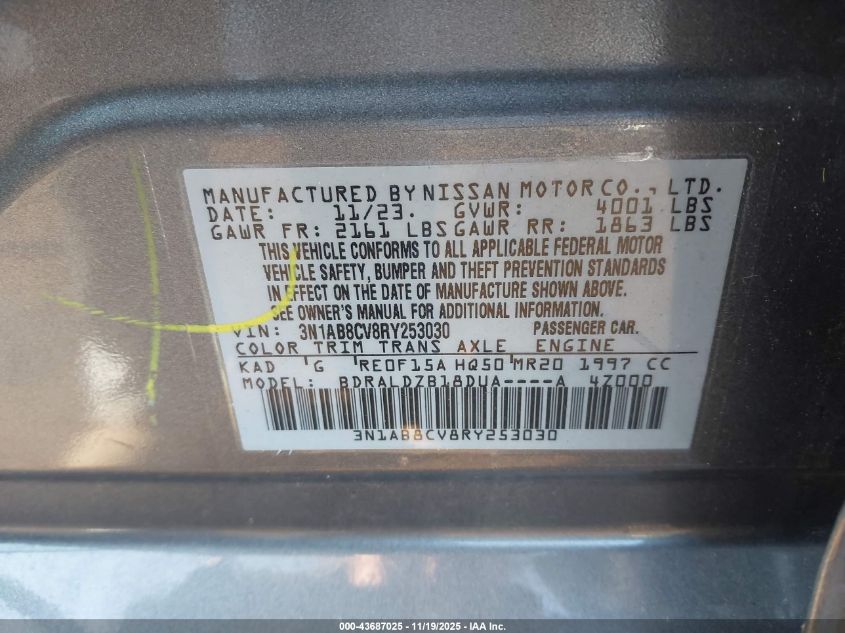 MANUFACTURED BY NISSAN MOTOR CO., LTD.
DATE: 11/23. GVWR: 4001 LBS
GAWR FR: 2161 LBS GAWR RR: 1863 LBS
THIS VEHICLE CONFORMS TO ALL APPLICABLE FEDERAL MOTOR
VEHICLE SAFETY, BUMPER AND THEFT PREVENTION STANDARDS
IN EFFECT ON THE DATE OF MANUFACTURE SHOWN ABOVE.
SEE OWNER'S MANUAL FOR ADDITIONAL INFORMATION.
VIN: 3N1AB8CV8RY253030 PASSENGER CAR.
COLOR TRIM TRANS AXLE ENGINE
KAD G RE0F15A HQ50 MR20 1997 CC
MODEL: BDRALDZB18DUA----A 4Z000
3N1AB8CV8RY253030
000-43687025 - 11/19/2025 - IAA Inc.